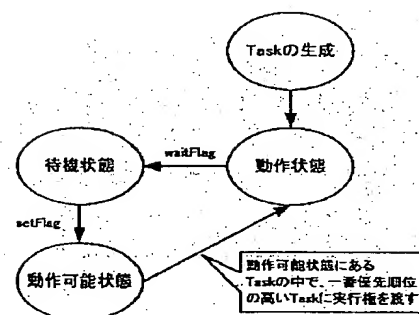 Taskの生成
動作状態
waitFlag
待機状態
setFlag
動作可能状態
動作可能状態にある
Taskの中で、一番優先順位
の高いTaskに実行権を渡す